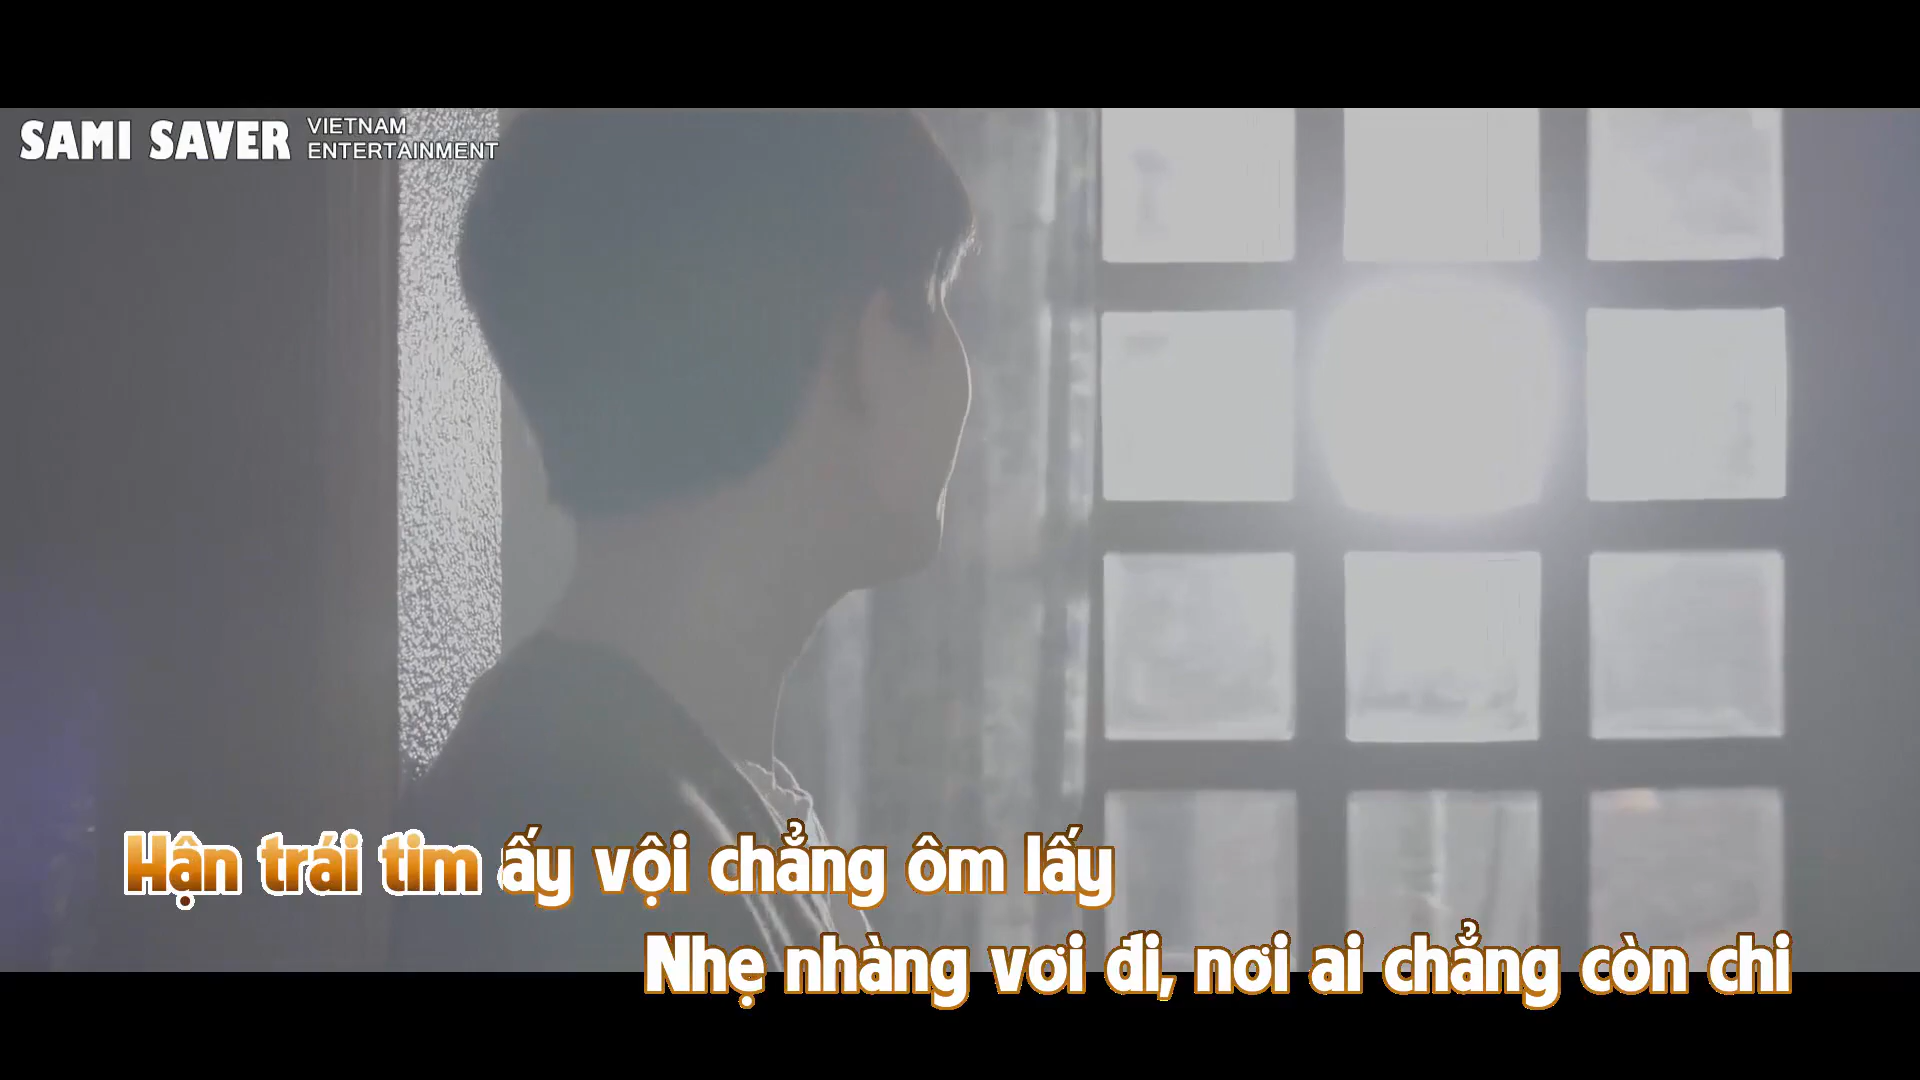 SAMI SAVER
VIETNAM
ENTERTAINMENT
Hận trái tim ấy vội chẳng ôm lấy
Nhẹ nhàng vơi đi, nơi ai chẳng còn chi